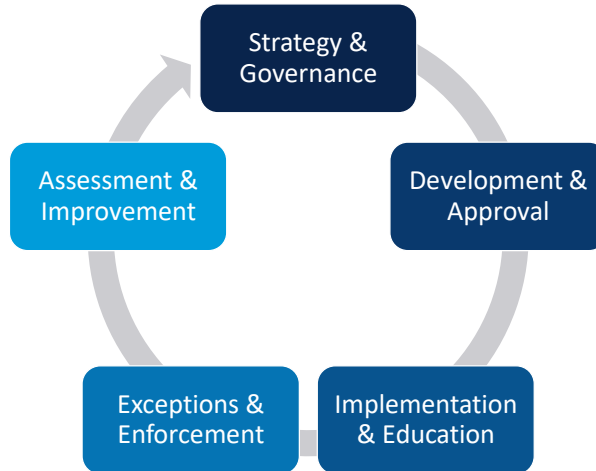 Strategy &
Governance
Development &
Approval
Implementation
& Education
Exceptions &
Enforcement
Assessment &
Improvement